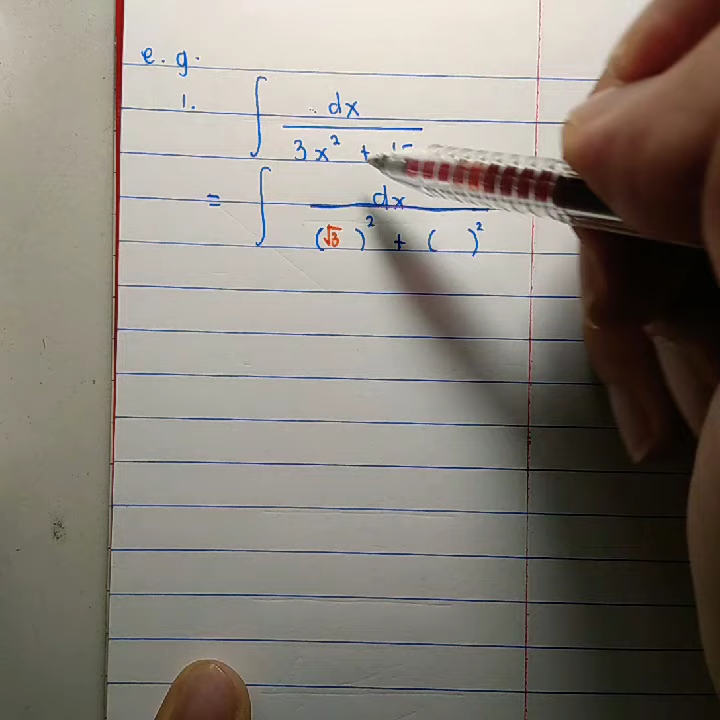 e.g.
1. ∫ dx / 3x² +
= ∫ dx / (√3 )² + ( )²